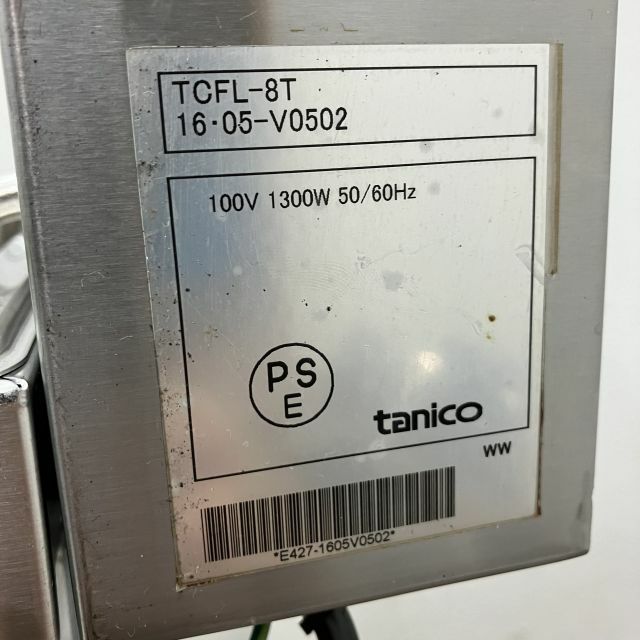 TCFL-8T
16・05-V0502
100V 1300W 50/60Hz
PS
E
tanico
WW
*E427-1605V0502*